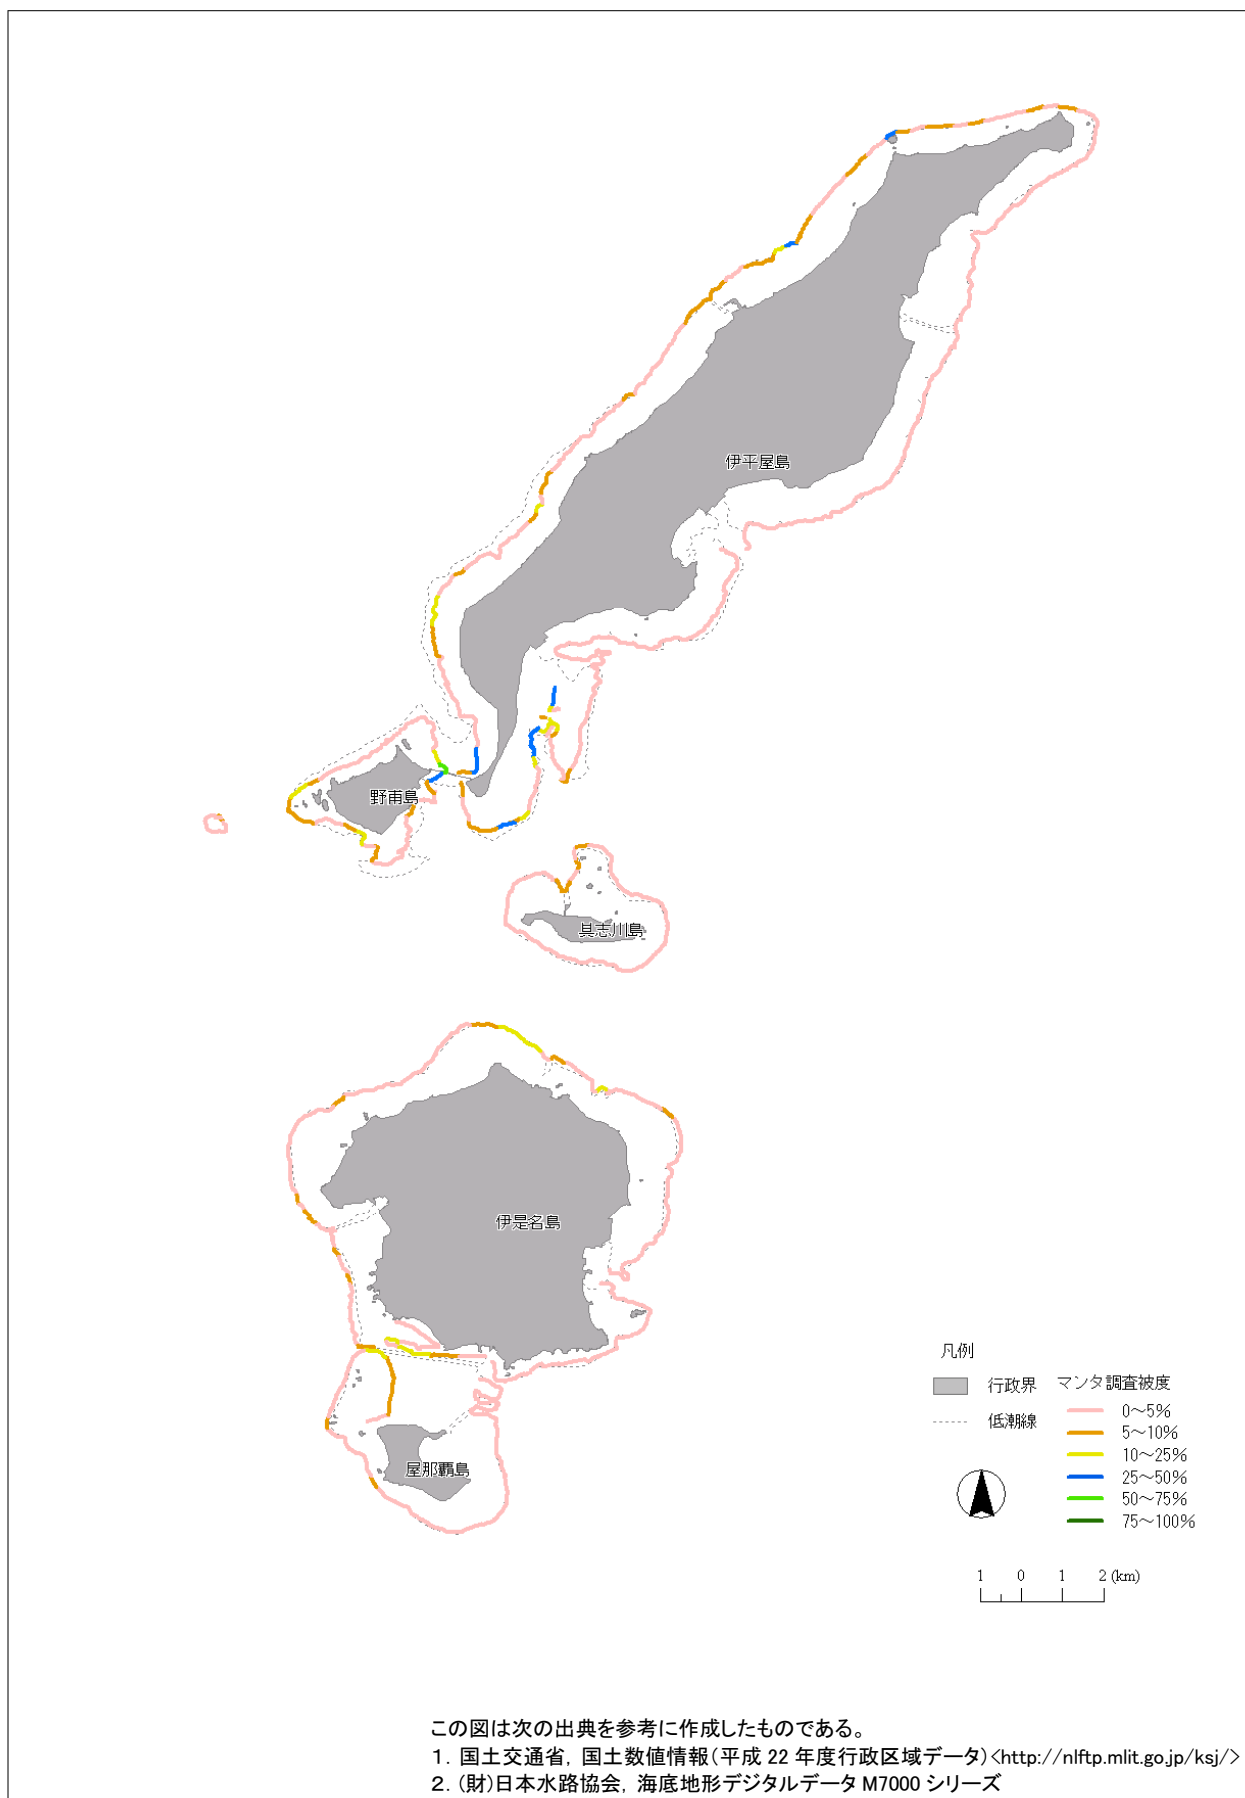 伊平屋島
野甫島
具志川島
伊是名島
屋那覇島
凡例
行政界
低潮線
マンタ調査被度
0～5%
5～10%
10～25%
25～50%
50～75%
75～100%
1 0 1 2 (km)
この図は次の出典を参考に作成したものである。
1. 国土交通省, 国土数値情報(平成 22 年度行政区域データ)<http://nlftp.mlit.go.jp/ksj/>
2. (財)日本水路協会, 海底地形デジタルデータ M7000 シリーズ